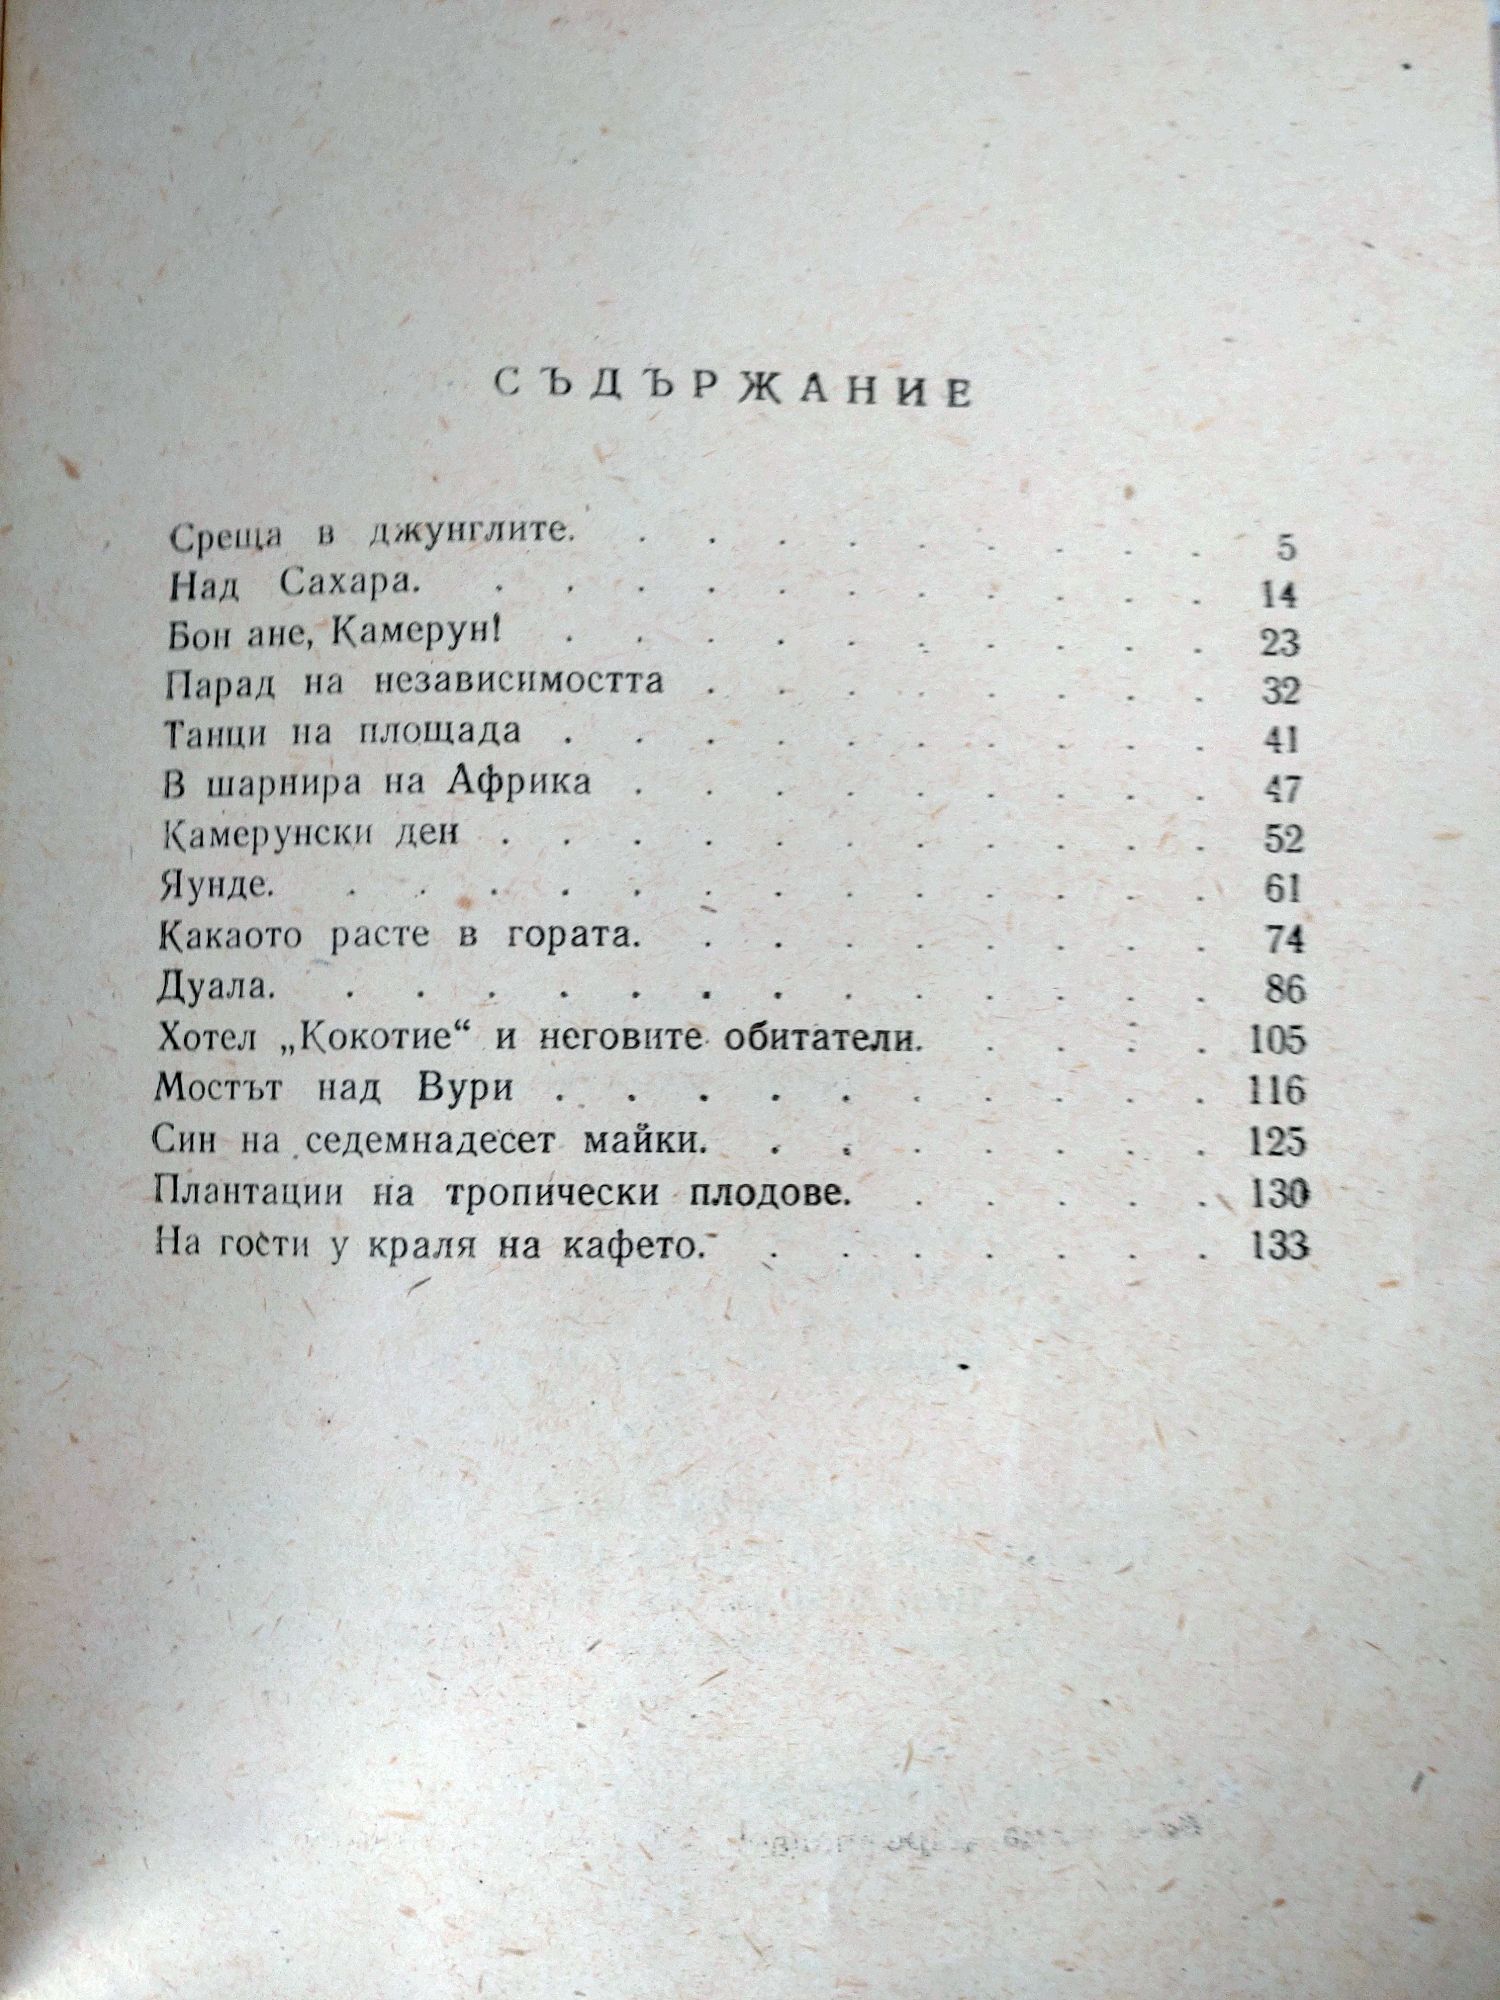 СЪДЪРЖАНИЕ
Среща в джунглите. . . . . . . . . . 5
Над Сахара. . . . . . . . . . . . 14
Бон ане, Камерун! . . . . . . . . . . 23
Парад на независимостта . . . . . . . . 32
Танци на площада . . . . . . . . . . 41
В шарнира на Африка . . . . . . . . . 47
Камерунски ден . . . . . . . . . . . 52
Яунде. . . . . . . . . . . . . . 61
Какаото расте в гората. . . . . . . . . 74
Дуала. . . . . . . . . . . . . . 86
Хотел „Кокотие“ и неговите обитатели. . . . . 105
Мостът над Вури . . . . . . . . . . 116
Син на седемнадесет майки. . . . . . . . 125
Плантации на тропически плодове. . . . . . 130
На гости у краля на кафето. . . . . . . . 133